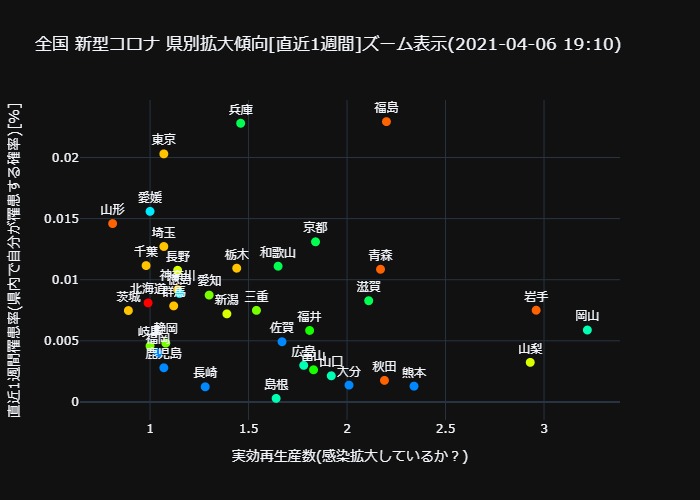 全国 新型コロナ 県別拡大傾向[直近1週間]ズーム表示(2021-04-06 19:10)
直近1週間罹患率(県内で自分が罹患する確率)[%]
兵庫
福島
東京
0.02
愛媛
山形
0.015
埼玉
京都
千葉
長野
栃木
和歌山
青森
0.01
徳島
愛知
北海道
群馬
滋賀
茨城
新潟
三重
岩手
岡山
静岡
福井
佐賀
0.005
福岡
鹿児島
広島
山口
山梨
長崎
大分
秋田
熊本
島根
0
1
1.5
2
2.5
3
実効再生産数(感染拡大しているか？)